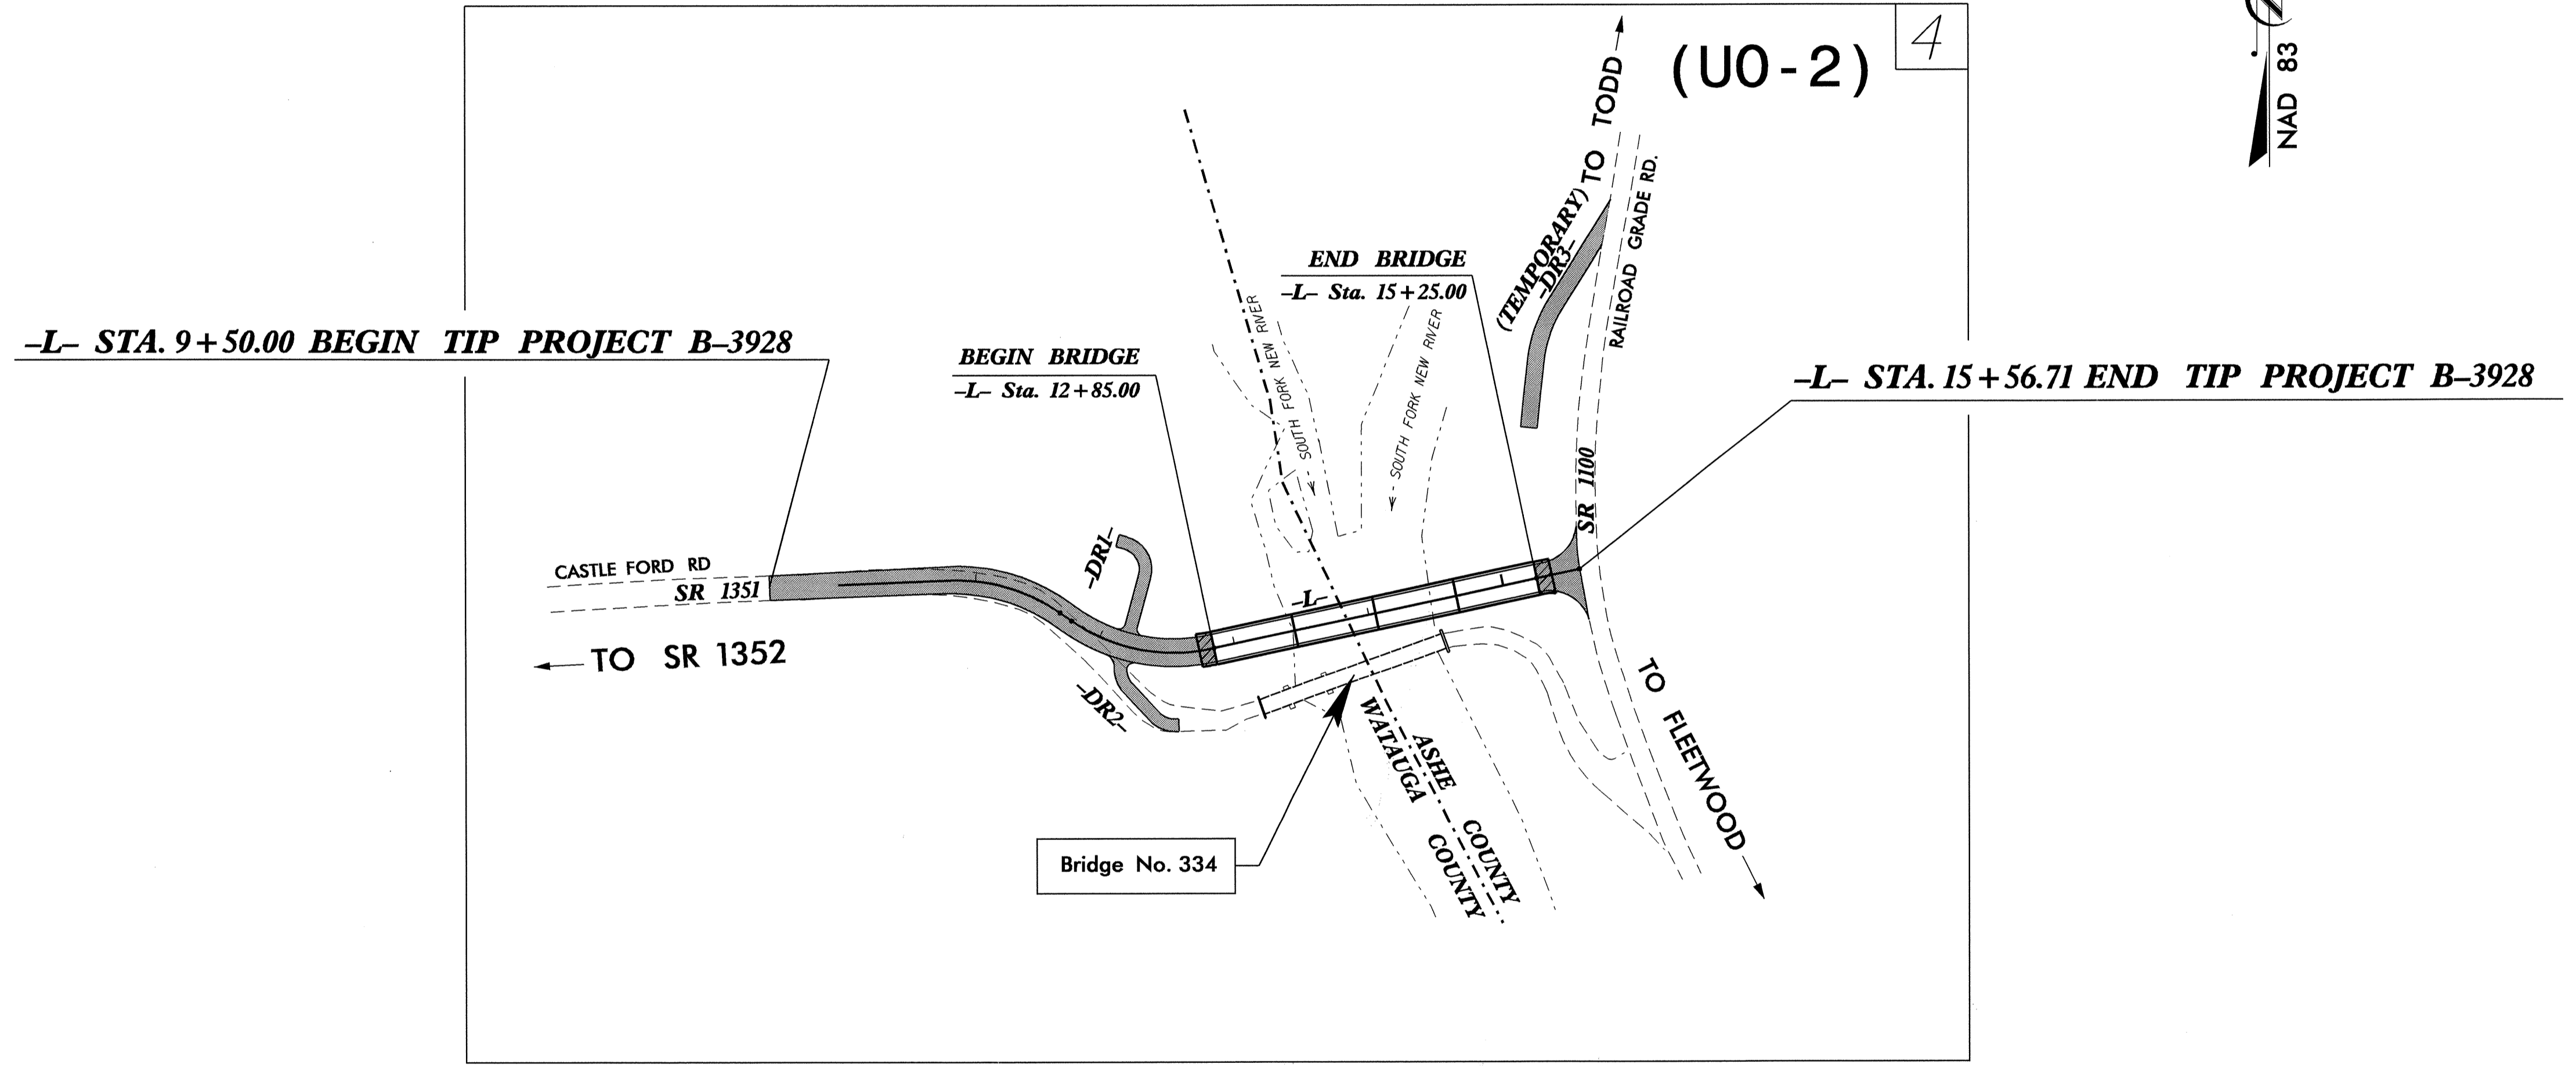 4
(UO-2)
NAD 83
TO TODD
(TEMPORARY)
-DR3-
RAILROAD GRADE RD.
END BRIDGE
-L- Sta. 15+25.00
SOUTH FORK NEW RIVER
SOUTH FORK NEW RIVER
-L- STA. 9+50.00 BEGIN TIP PROJECT B-3928
BEGIN BRIDGE
-L- Sta. 12+85.00
-L- STA. 15+56.71 END TIP PROJECT B-3928
SR 1100
-DR1-
CASTLE FORD RD
SR 1351
-L-
TO SR 1352
-DR2-
TO FLEETWOOD
WATAUGA COUNTY
ASHE COUNTY
Bridge No. 334